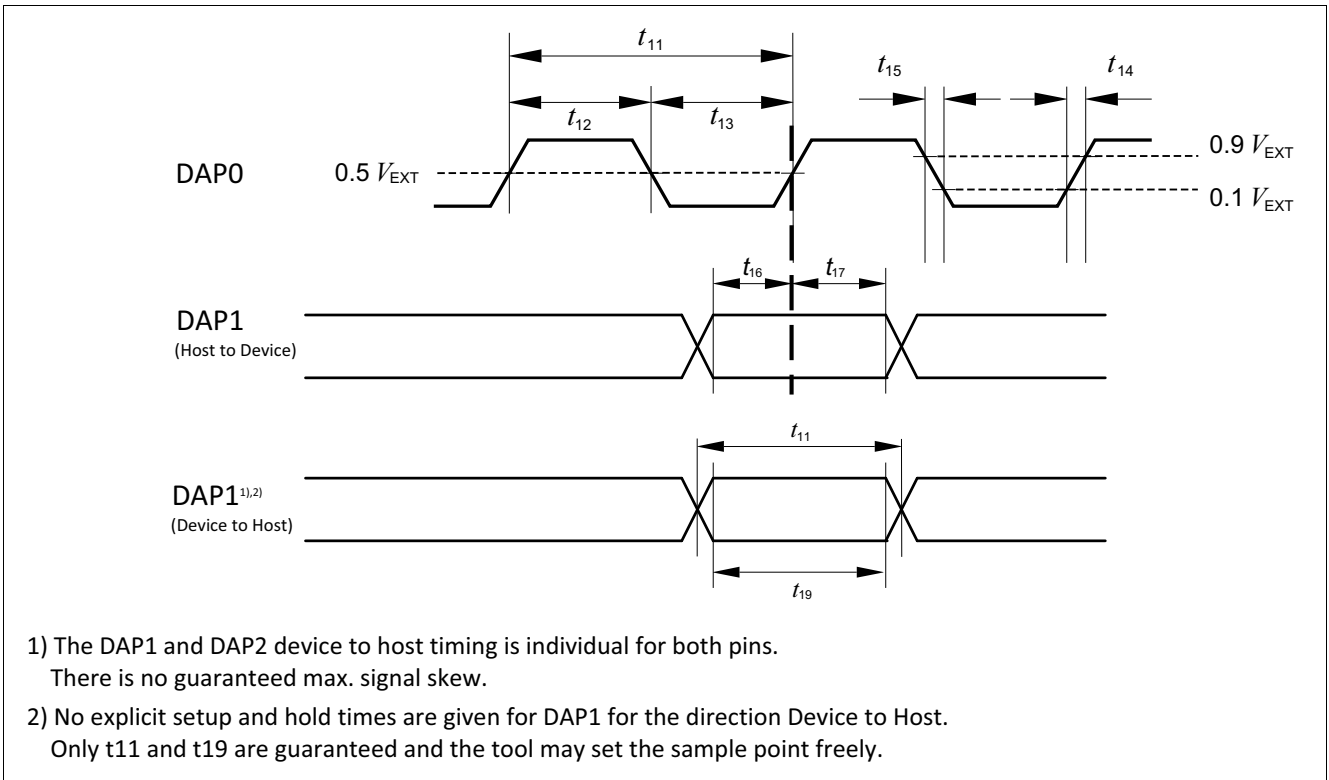 t11
t15
t14
t12
t13
DAP0
0.5 VEXT
0.9 VEXT
0.1 VEXT
t16
t17
DAP1
(Host to Device)
t11
DAP1 1),2)
(Device to Host)
t19
1) The DAP1 and DAP2 device to host timing is individual for both pins.
There is no guaranteed max. signal skew.
2) No explicit setup and hold times are given for DAP1 for the direction Device to Host.
Only t11 and t19 are guaranteed and the tool may set the sample point freely.